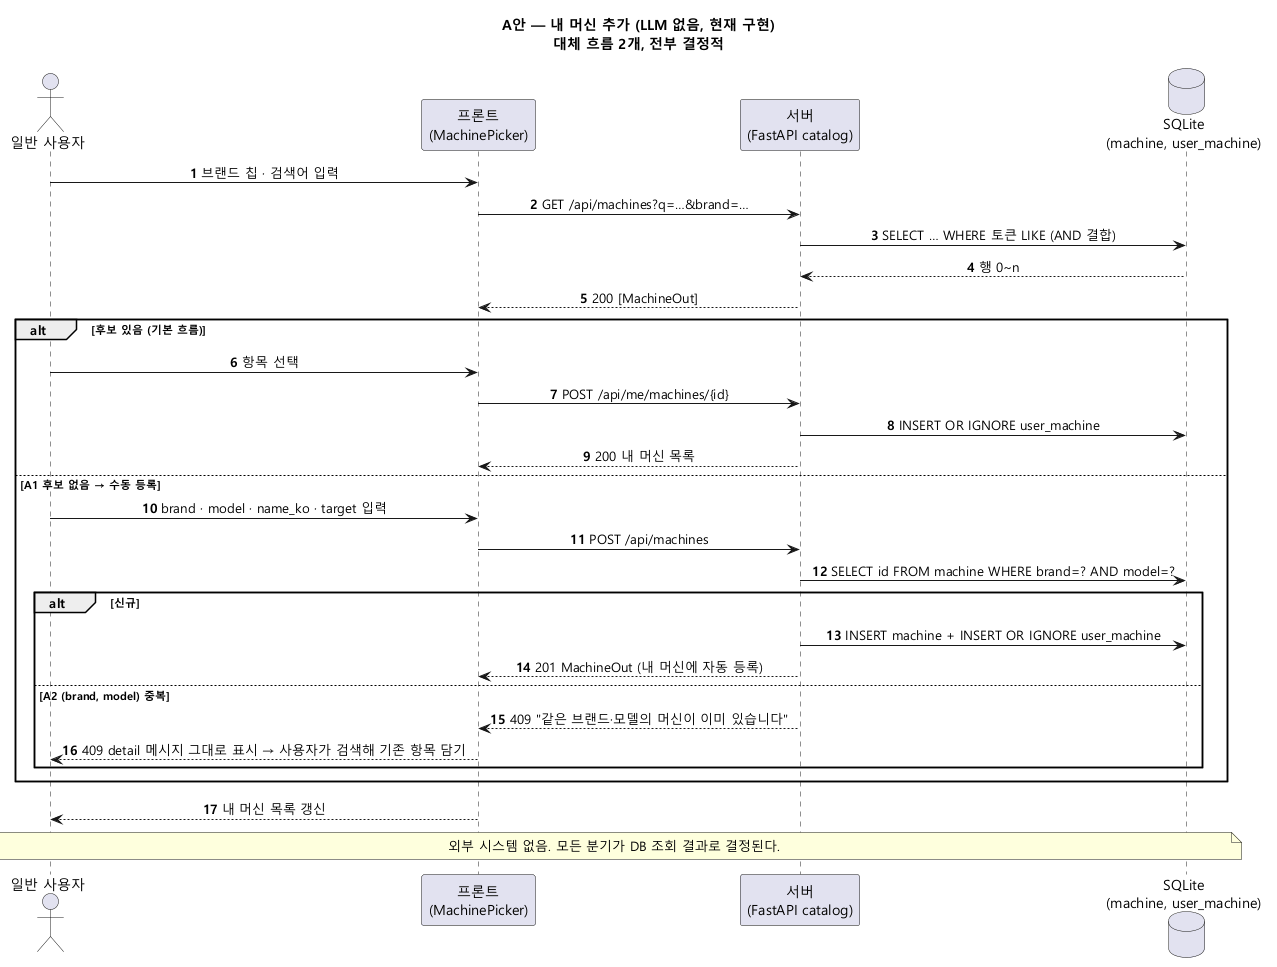 A안 — 내 머신 추가 (LLM 없음, 현재 구현)
대체 흐름 2개, 전부 결정적
일반 사용자
프론트
(MachinePicker)
서버
(FastAPI catalog)
SQLite
(machine, user_machine)
1 브랜드 칩 · 검색어 입력
2 GET /api/machines?q=...&brand=...
3 SELECT ... WHERE 토큰 LIKE (AND 결합)
4 행 0~n
5 200 [MachineOut]
alt [후보 있음 (기본 흐름)]
6 항목 선택
7 POST /api/me/machines/{id}
8 INSERT OR IGNORE user_machine
9 200 내 머신 목록
[A1 후보 없음 → 수동 등록]
10 brand · model · name_ko · target 입력
11 POST /api/machines
12 SELECT id FROM machine WHERE brand=? AND model=?
alt [신규]
13 INSERT machine + INSERT OR IGNORE user_machine
14 201 MachineOut (내 머신에 자동 등록)
[A2 (brand, model) 중복]
15 409 "같은 브랜드·모델의 머신이 이미 있습니다"
16 409 detail 메시지 그대로 표시 → 사용자가 검색해 기존 항목 담기
17 내 머신 목록 갱신
외부 시스템 없음. 모든 분기가 DB 조회 결과로 결정된다.
일반 사용자
프론트
(MachinePicker)
서버
(FastAPI catalog)
SQLite
(machine, user_machine)